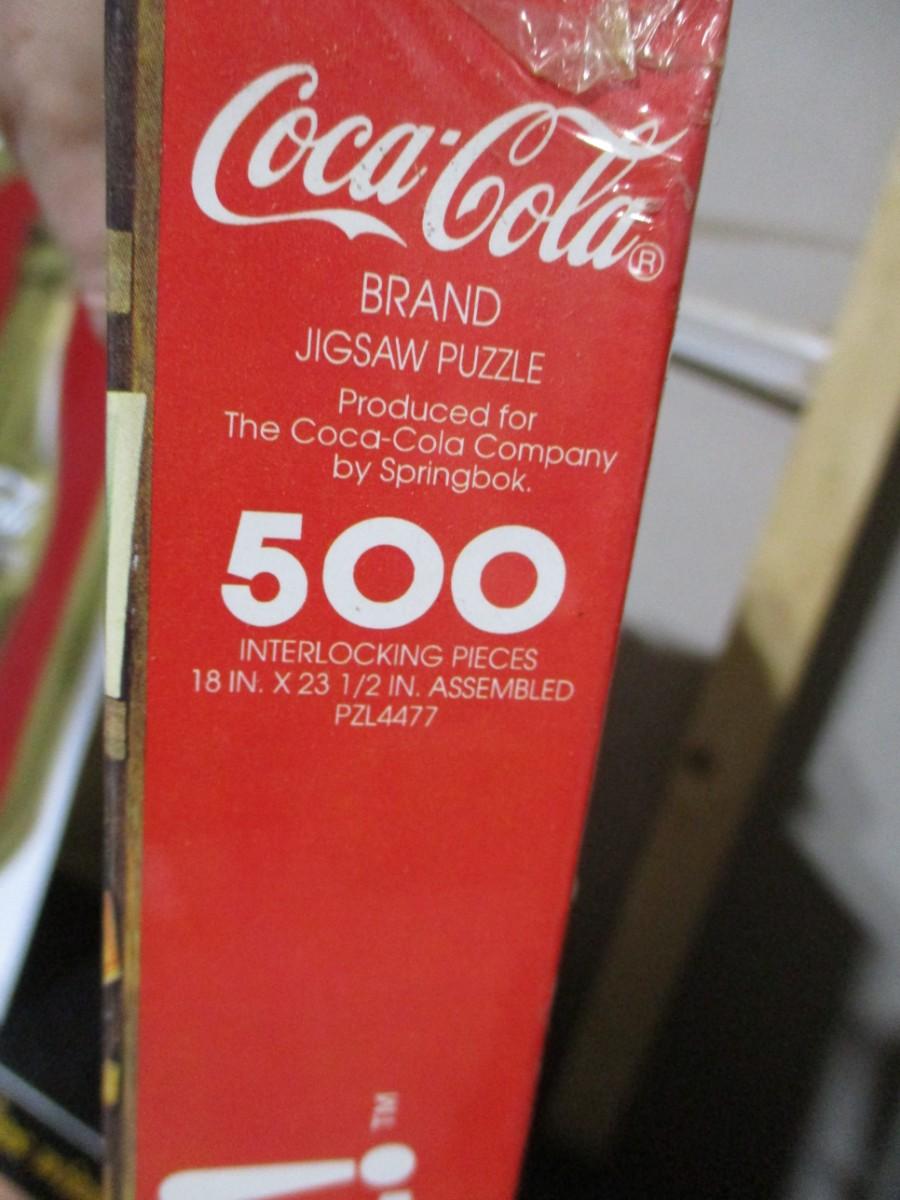 Coca-Cola®
BRAND
JIGSAW PUZZLE
Produced for
The Coca-Cola Company
by Springbok.
500
INTERLOCKING PIECES
18 IN. X 23 1/2 IN. ASSEMBLED
PZL4477
!™